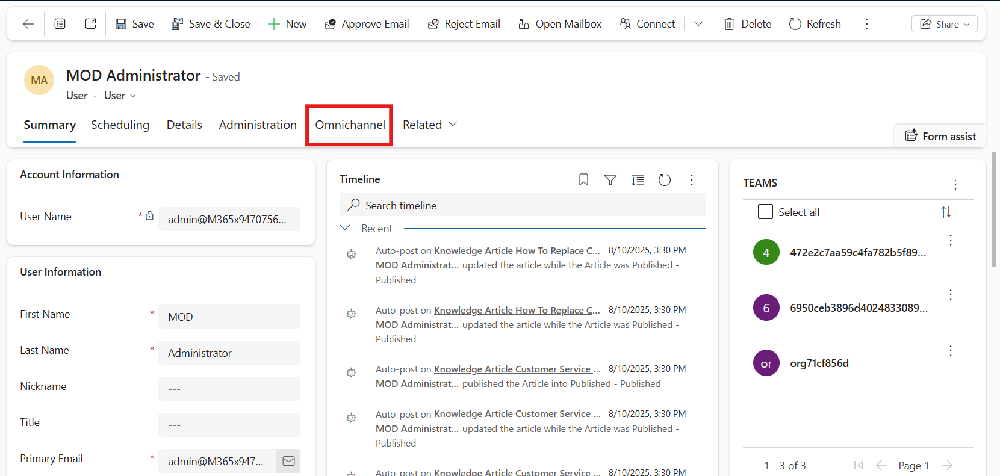 Save
Save & Close
New
Approve Email
Reject Email
Open Mailbox
Connect
Delete
Refresh
Share
MA
MOD Administrator - Saved
User · User
Summary
Scheduling
Details
Administration
Omnichannel
Related
Form assist
Account Information
User Name * admin@M365x9470756...
User Information
First Name * MOD
Last Name * Administrator
Nickname ---
Title ---
Primary Email * admin@M365x947...
Timeline
Search timeline
Recent
Auto-post on Knowledge Article How To Replace C... 8/10/2025, 3:30 PM
MOD Administrat... updated the article while the Article was Published -
Published
Auto-post on Knowledge Article How To Replace C... 8/10/2025, 3:30 PM
MOD Administrat... updated the article while the Article was Published -
Published
Auto-post on Knowledge Article Customer Service ... 8/10/2025, 3:30 PM
MOD Administrat... published the Article into Published - Published
Auto-post on Knowledge Article Customer Service ... 8/10/2025, 3:30 PM
MOD Administrat... updated the article while the Article was Published -
Published
Auto-post on Knowledge Article Customer Service ... 8/10/2025, 3:30 PM
TEAMS
Select all
4 472e2c7aa59c4fa782b5f89...
6 6950ceb3896d4024833089...
or org71cf856d
1 - 3 of 3
Page 1